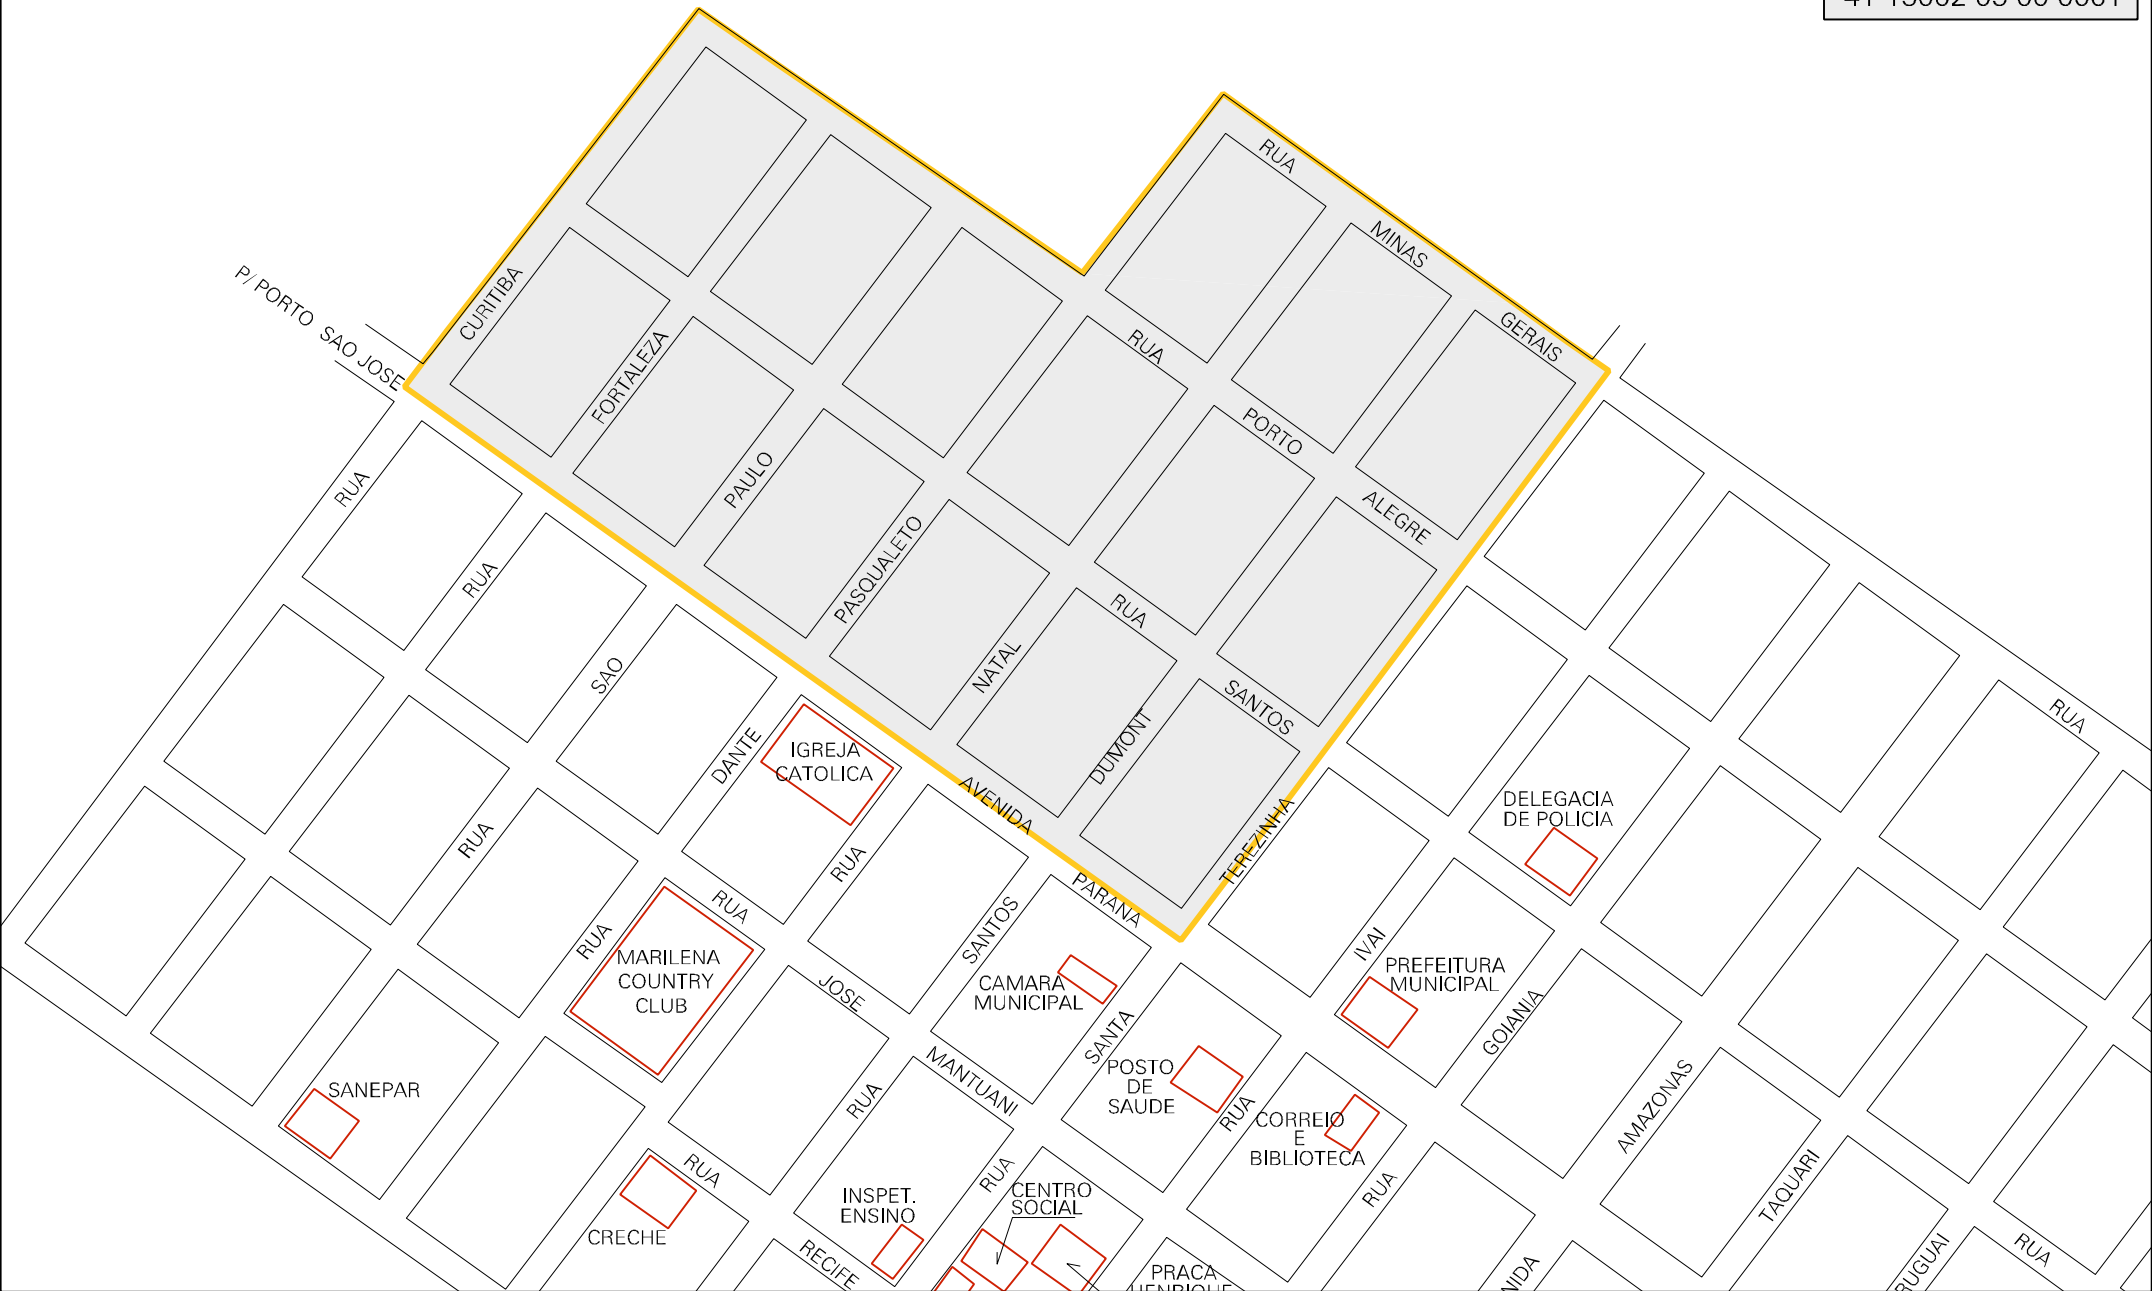 RUA
MINAS
GERAIS
CURITIBA
P/ PORTO SAO JOSE
FORTALEZA
RUA
PORTO
ALEGRE
PAULO
RUA
PASQUALETO
RUA
RUA
SANTOS
NATAL
SAO
DUMONT
RUA
DANTE
IGREJA
CATOLICA
AVENIDA
PARANA
TEREZINHA
DELEGACIA
DE POLICIA
RUA
RUA
RUA
RUA
JOSE
MANTUANI
SANTOS
IVAI
MARILENA
COUNTRY
CLUB
CAMARA
MUNICIPAL
PREFEITURA
MUNICIPAL
SANTA
GOIANIA
SANEPAR
POSTO
DE
SAUDE
RUA
RUA
CORREIO
E
BIBLIOTECA
AMAZONAS
RUA
RUA
RUA
TAQUARI
CRECHE
INSPET.
ENSINO
CENTRO
SOCIAL
RECIFE
PRACA
HENRIQUE
RUA